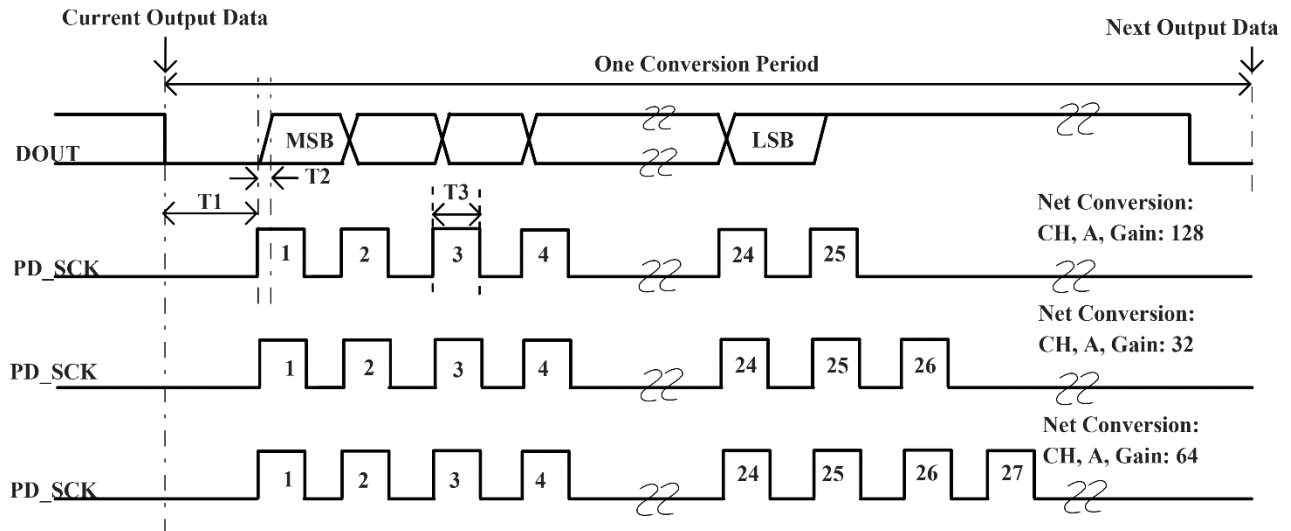 Current Output Data
Next Output Data
One Conversion Period
DOUT
MSB
LSB
T2
T1
T3
Net Conversion:
CH, A, Gain: 128
PD_SCK
1 2 3 4 24 25
Net Conversion:
CH, A, Gain: 32
PD_SCK
1 2 3 4 24 25 26
Net Conversion:
CH, A, Gain: 64
PD_SCK
1 2 3 4 24 25 26 27